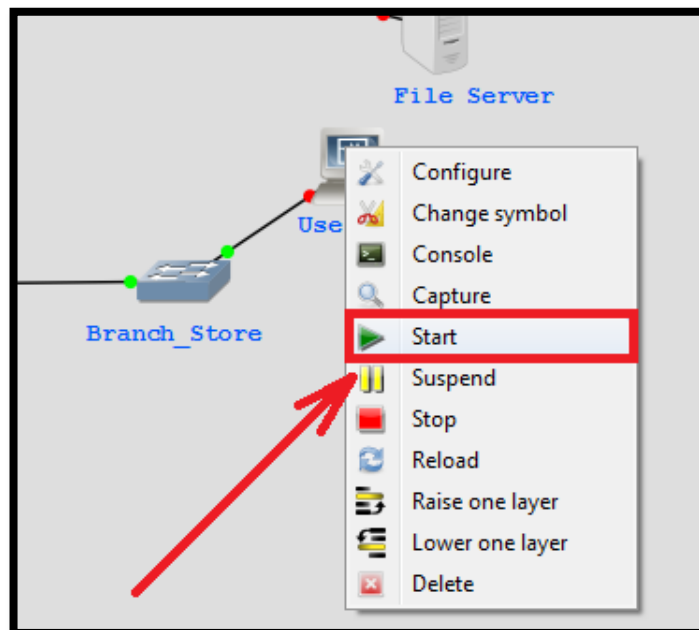 File Server
Use
Branch_Store
Configure
Change symbol
Console
Capture
Start
Suspend
Stop
Reload
Raise one layer
Lower one layer
Delete